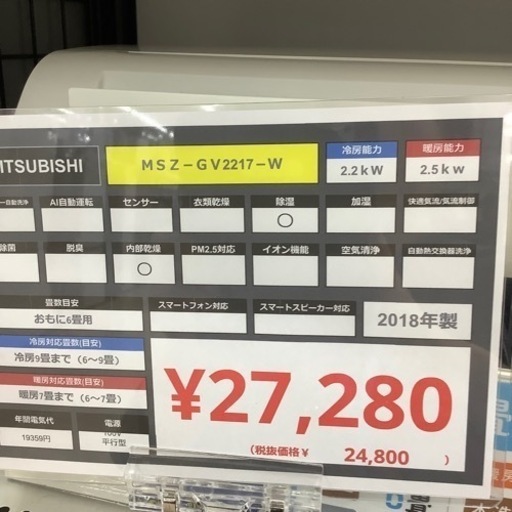 ITSUBISHI
MSZ-GV2217-W
冷房能力
2.2kW
暖房能力
2.5kW
ー自動洗浄
AI自動運転
センサー
衣類乾燥
除湿
加湿
快適気流/気流制御
○
除菌
脱臭
内部乾燥
PM2.5対応
イオン機能
空気清浄
自動熱交換器洗浄
○
畳数目安
おもに6畳用
スマートフォン対応
スマートスピーカー対応
2018年製
冷房対応畳数(目安)
冷房9畳まで(6〜9畳)
暖房対応畳数(目安)
暖房7畳まで(6〜7畳)
年間電気代
19359円
電源
100V
平行型
¥27,280
(税抜価格¥ 24,800 )